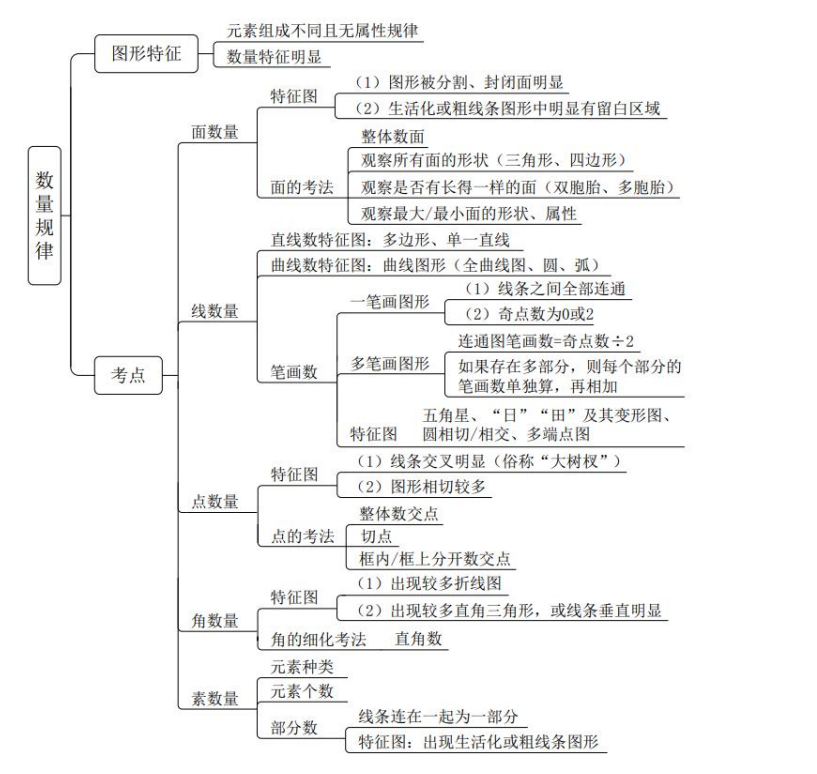 数量规律
图形特征
元素组成不同且无属性规律
数量特征明显
考点
面数量
特征图
（1）图形被分割、封闭面明显
（2）生活化或粗线条图形中明显有留白区域
面的考法
整体数面
观察所有面的形状（三角形、四边形）
观察是否有长得一样的面（双胞胎、多胞胎）
观察最大/最小面的形状、属性
线数量
直线数特征图：多边形、单一直线
曲线数特征图：曲线图形（全曲线图、圆、弧）
笔画数
一笔画图形
（1）线条之间全部连通
（2）奇点数为0或2
多笔画图形
连通图笔画数=奇点数÷2
如果存在多部分，则每个部分的
笔画数单独算，再相加
特征图
五角星、“日”“田”及其变形图、
圆相切/相交、多端点图
点数量
特征图
（1）线条交叉明显（俗称“大树杈”）
（2）图形相切较多
点的考法
整体数交点
切点
框内/框上分开数交点
角数量
特征图
（1）出现较多折线图
（2）出现较多直角三角形，或线条垂直明显
角的细化考法
直角数
素数量
元素种类
元素个数
部分数
线条连在一起为一部分
特征图：出现生活化或粗线条图形